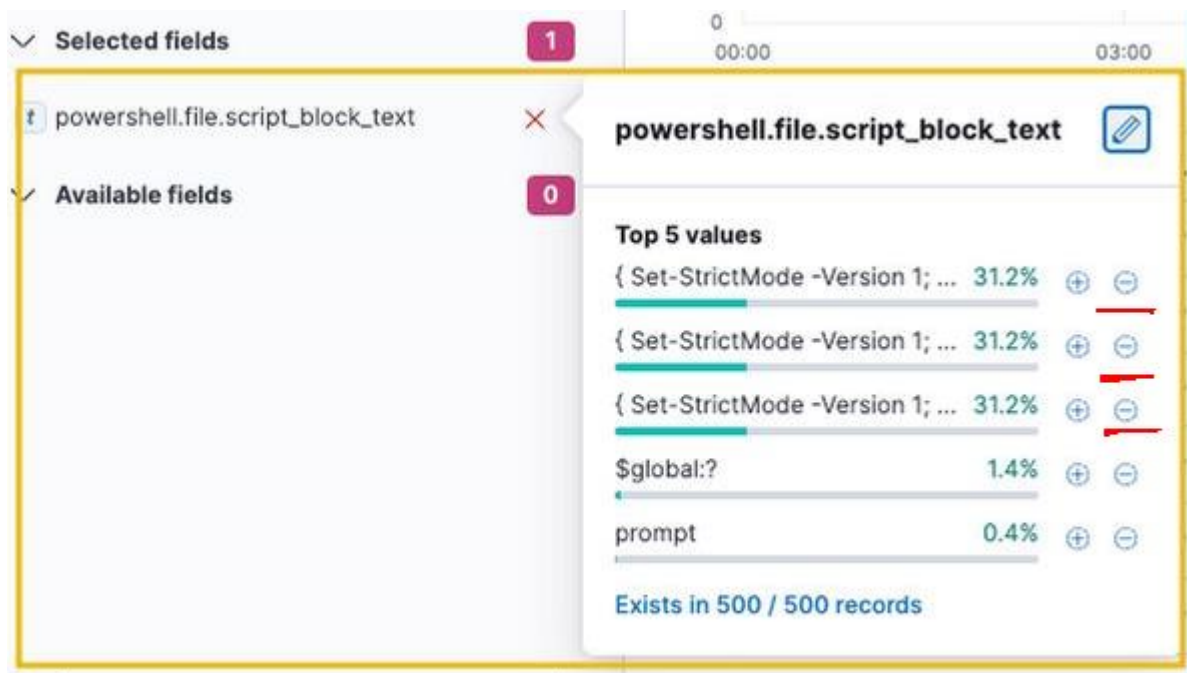 Selected fields 1
0
00:00 03:00
t powershell.file.script_block_text
Available fields 0
powershell.file.script_block_text
Top 5 values
{ Set-StrictMode -Version 1; ... 31.2%
{ Set-StrictMode -Version 1; ... 31.2%
{ Set-StrictMode -Version 1; ... 31.2%
$global:? 1.4%
prompt 0.4%
Exists in 500 / 500 records